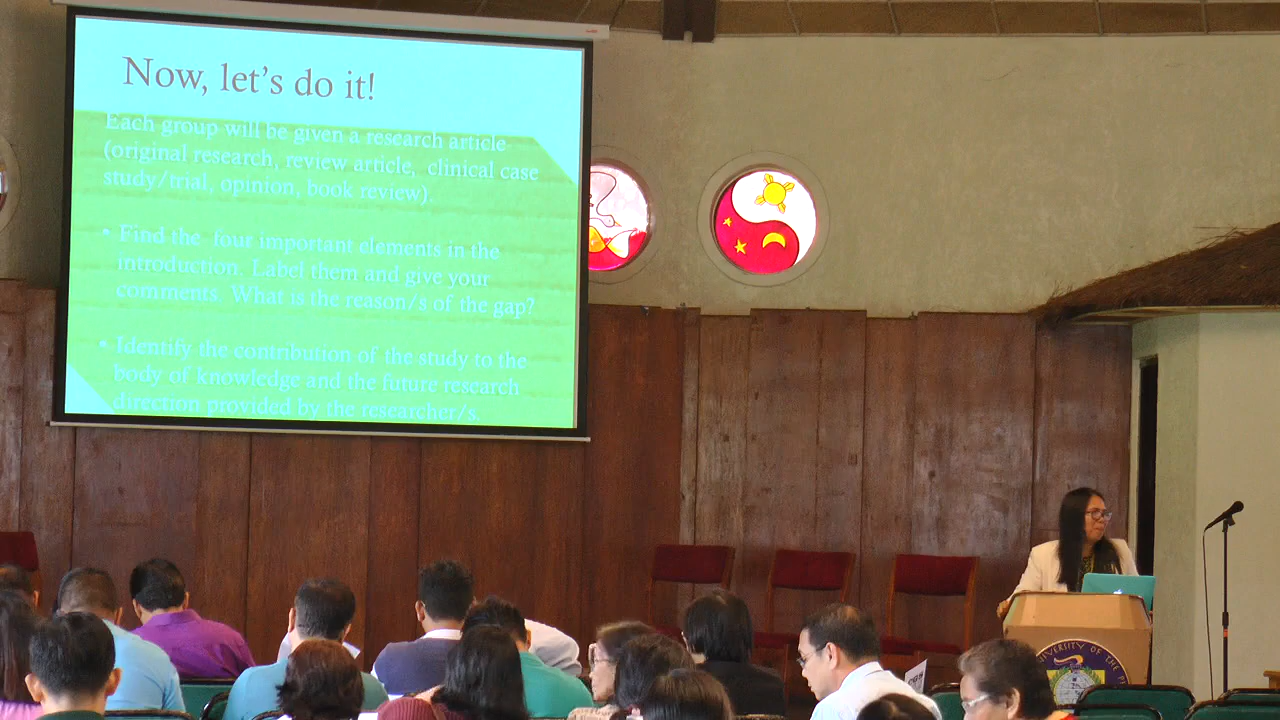 Now, let's do it!
Each group will be given a research article
(original research, review article, clinical case
study/trial, opinion, book review).
• Find the four important elements in the
introduction. Label them and give your
comments. What is the reason/s of the gap?
• Identify the contribution of the study to the
body of knowledge and the future research
direction provided by the researcher/s.
UNIVERSITY OF THE